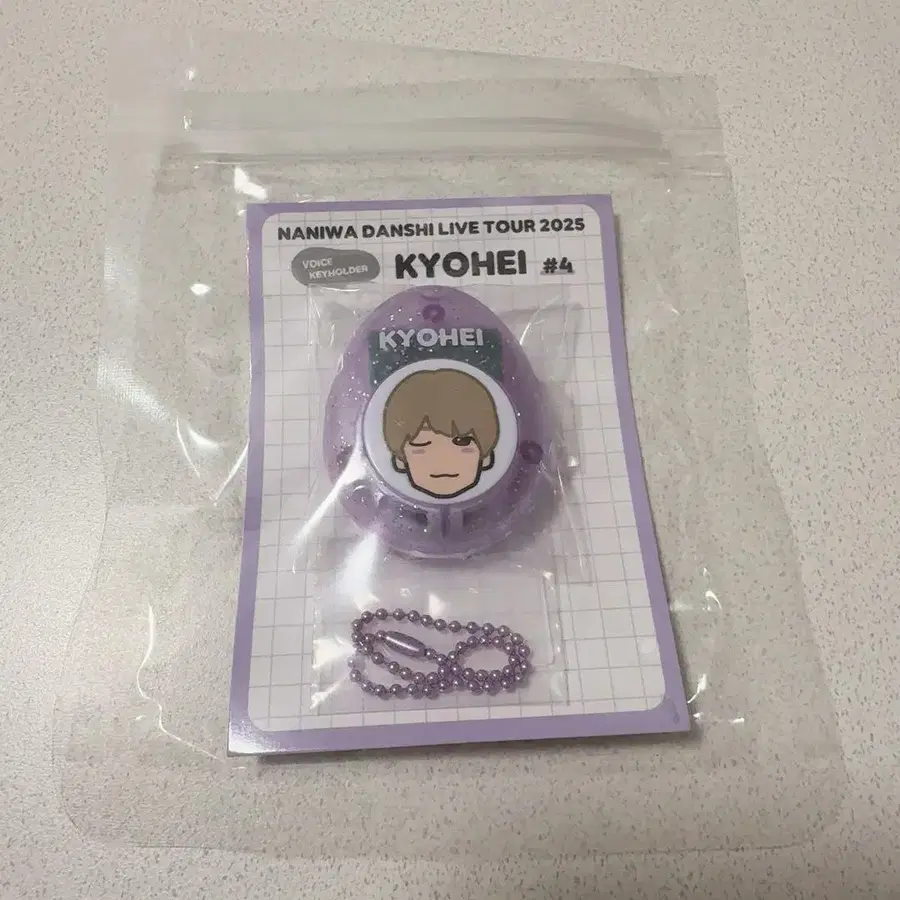 NANIWA DANSHI LIVE TOUR 2025
VOICE
KEYHOLDER
KYOHEI #4
KYOHEI